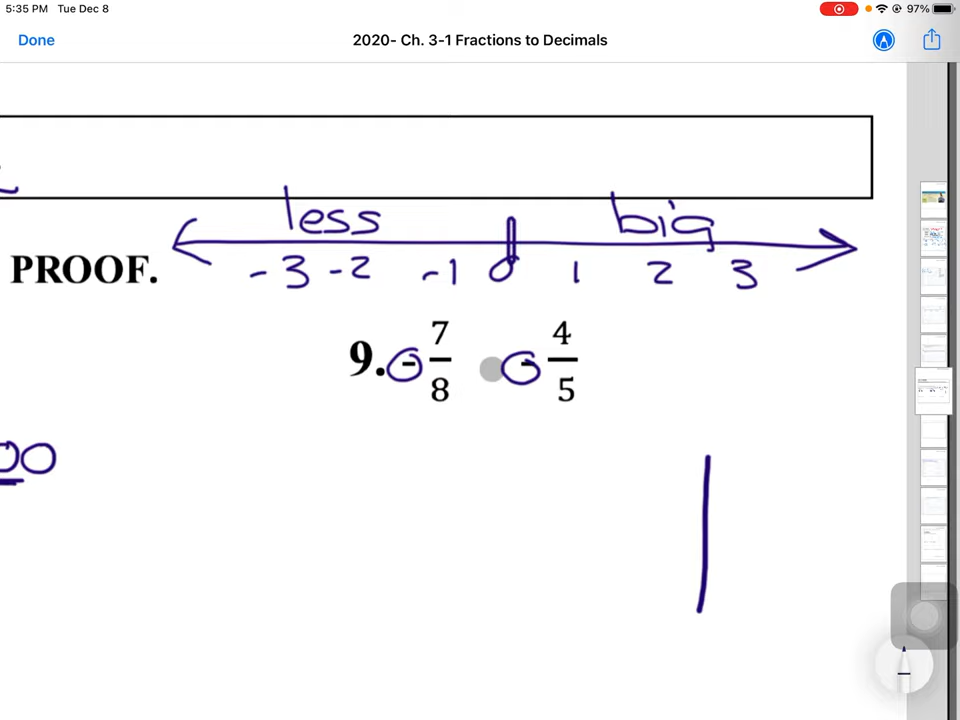 5:35 PM Tue Dec 8 97%
Done 2020- Ch. 3-1 Fractions to Decimals
less big
PROOF.
-3 -2 -1 0 1 2 3
9. - 7/8 - 4/5
00